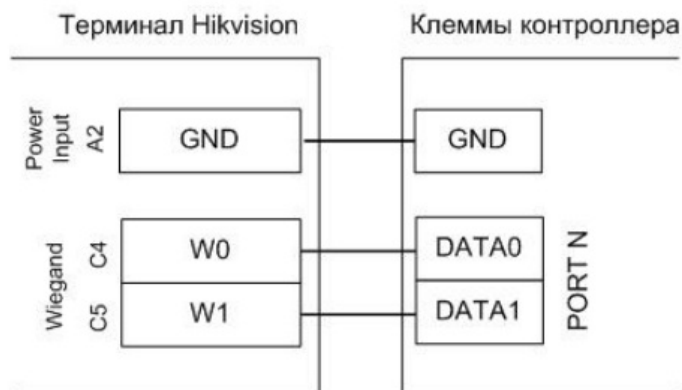 Терминал Hikvision
Клеммы контроллера
Power
Input
A2
GND
GND
Wiegand
C4
W0
DATA0
C5
W1
DATA1
PORT N